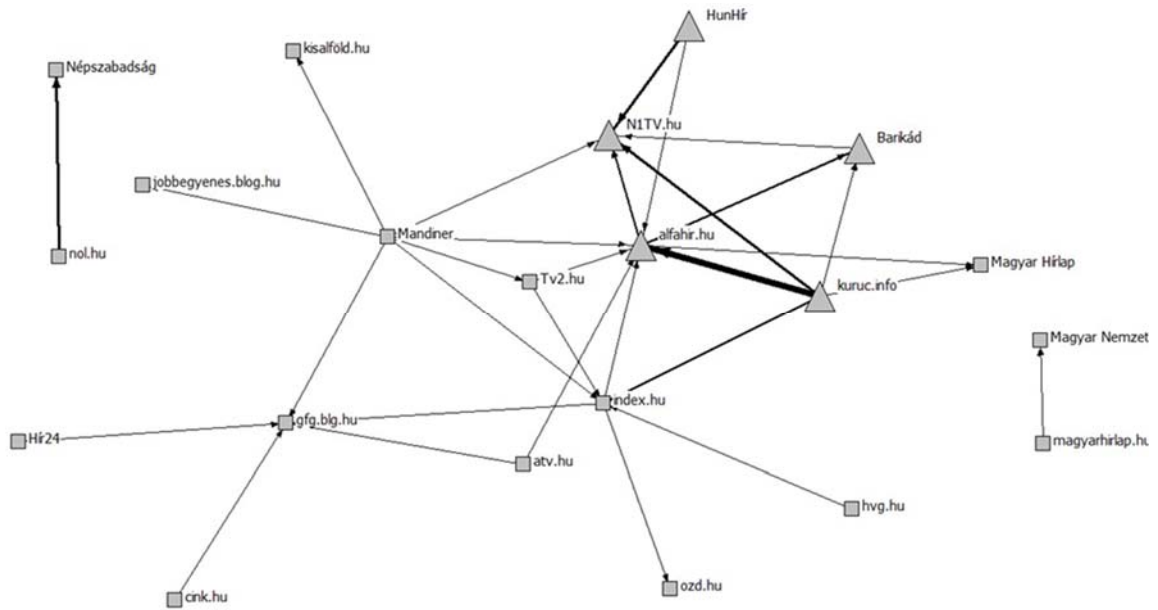 HunHír
kisalföld.hu
Népszabadság
N1TV.hu
Barikád
jobbegyenes.blog.hu
Mandiner
alfahir.hu
nol.hu
Magyar Hírlap
Tv2.hu
kuruc.info
Magyar Nemzet
index.hu
gfg.blg.hu
Hír24
magyarhirlap.hu
atv.hu
hvg.hu
ozd.hu
cink.hu